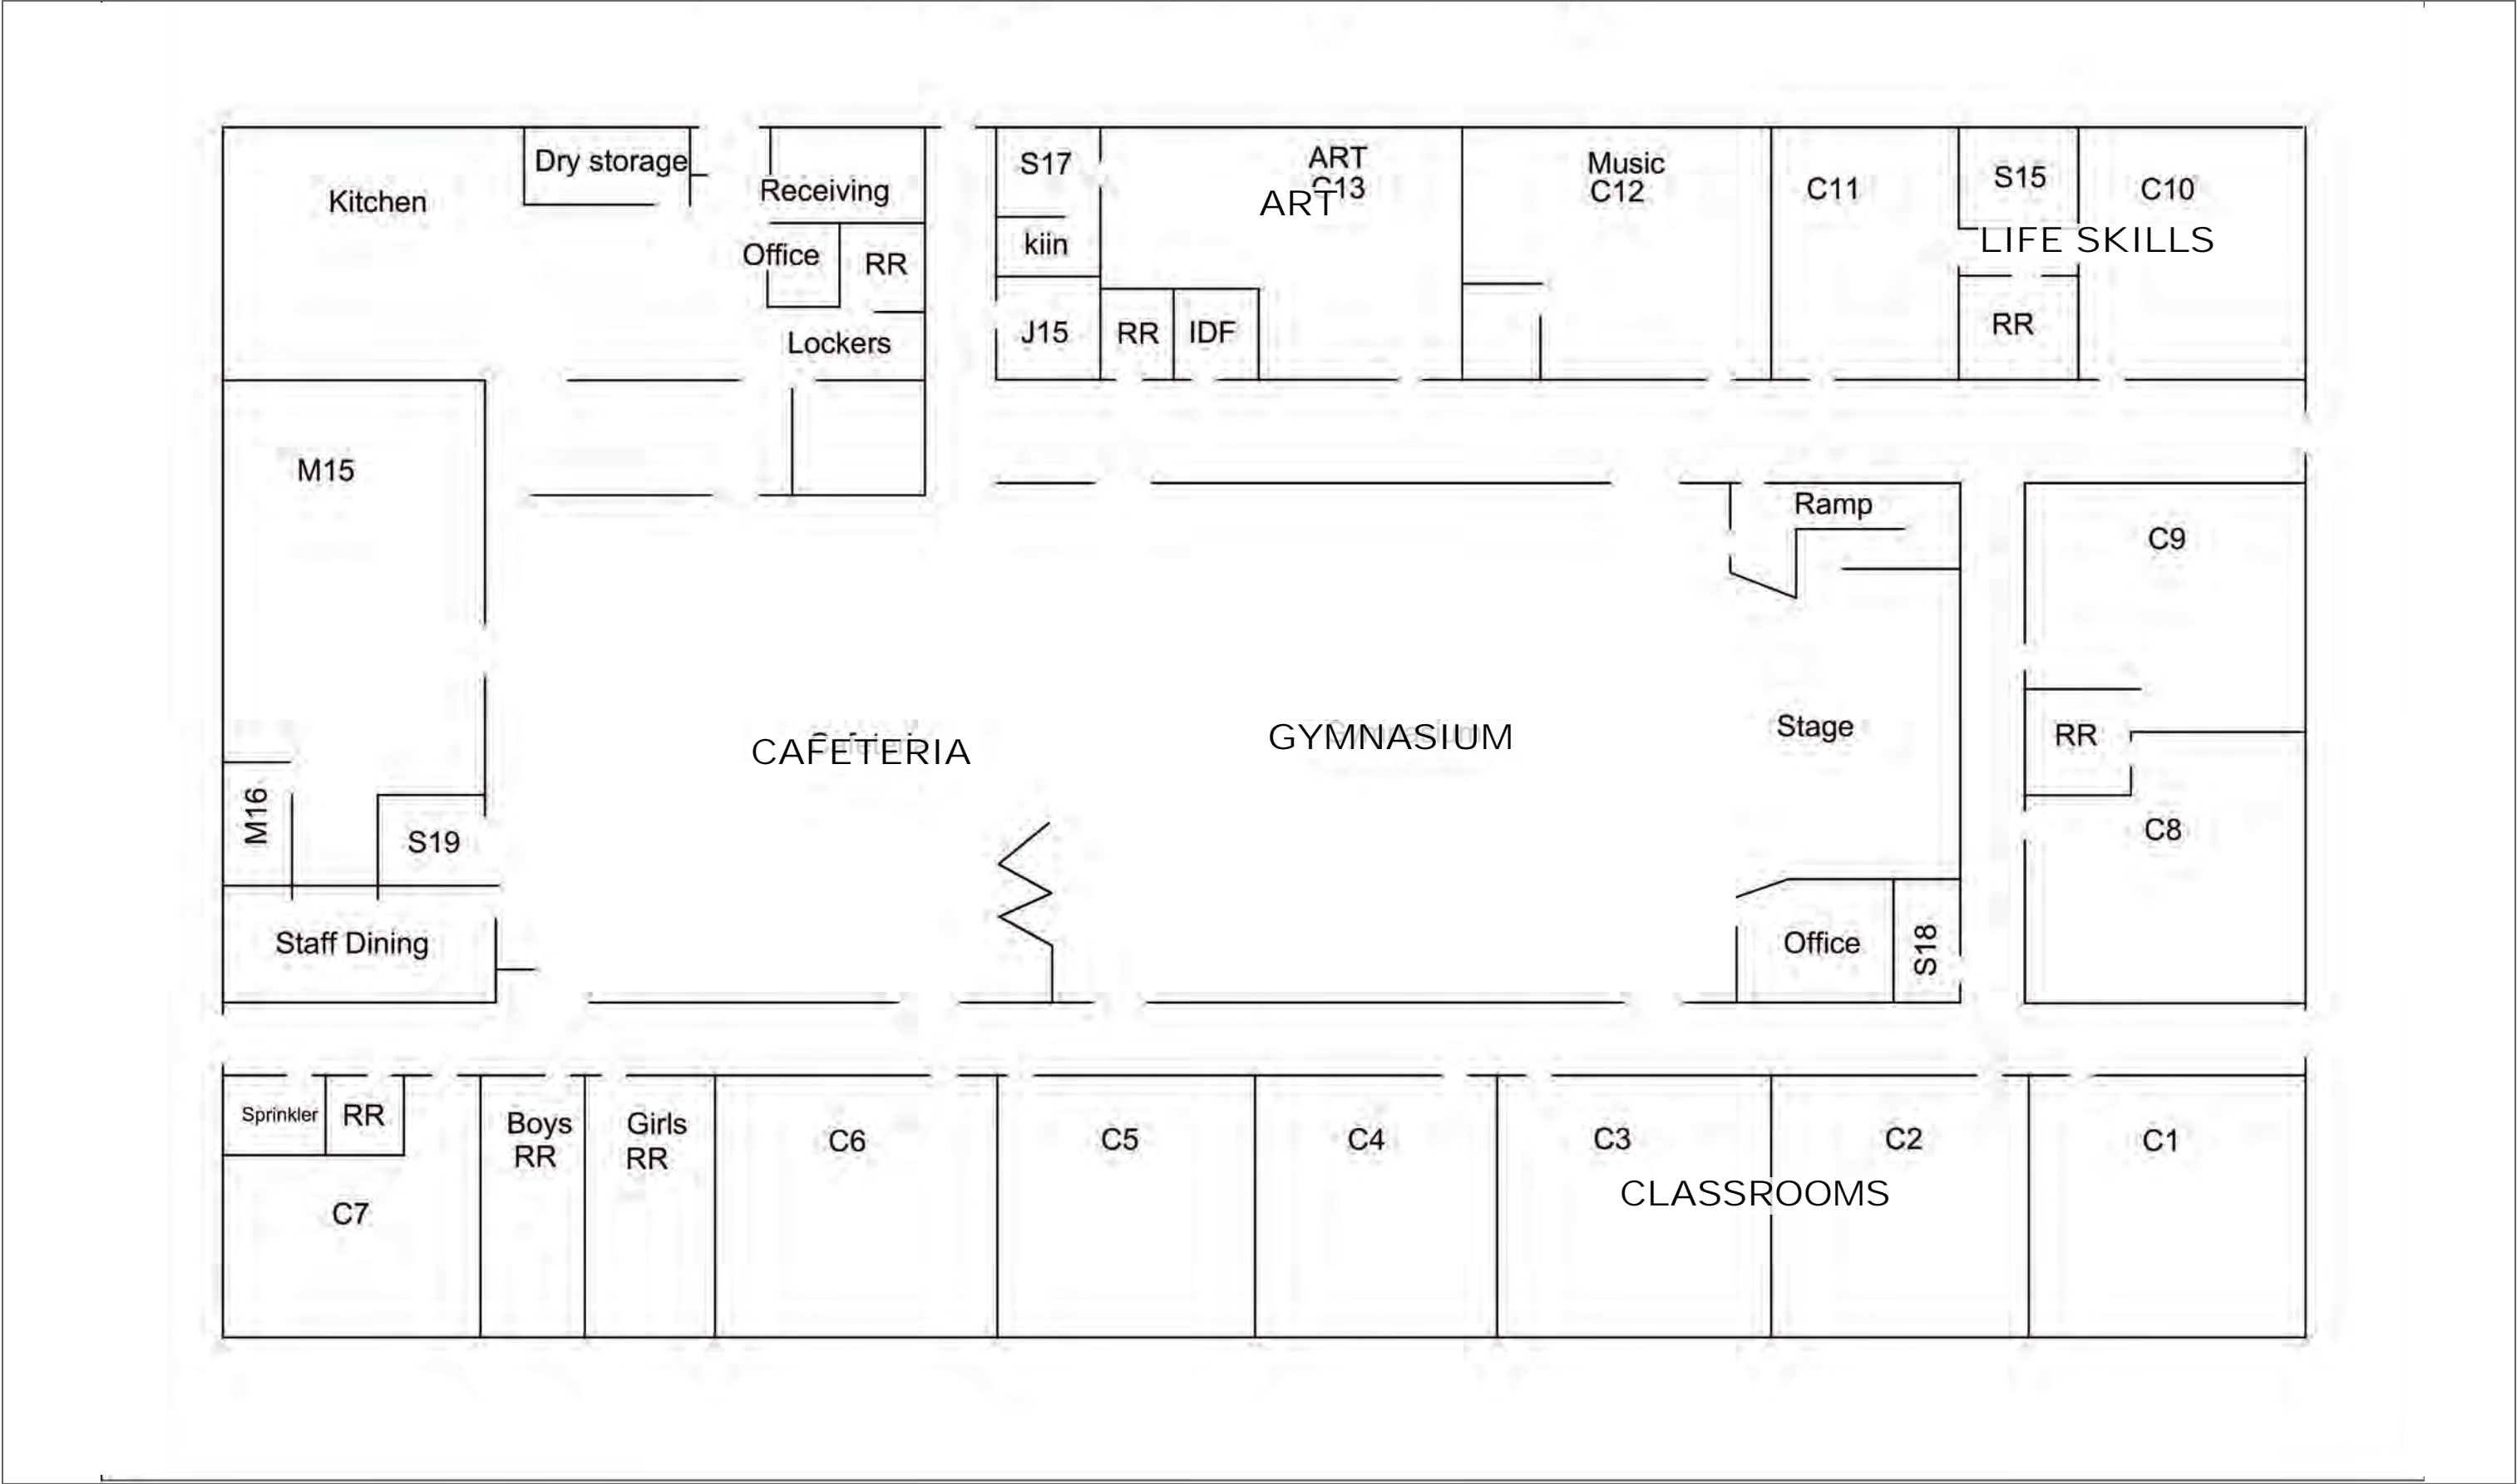 Kitchen
Dry storage
Receiving
Office
RR
Lockers
S17
kiin
J15
RR
IDF
ART
C13
ART
Music
C12
C11
S15
C10
LIFE SKILLS
RR
M15
M16
S19
Staff Dining
Cafeteria
CAFETERIA
GYMNASIUM
Gymnasium
Ramp
Stage
Office
S18
C9
RR
C8
Sprinkler
RR
C7
Boys
RR
Girls
RR
C6
C5
C4
C3
C2
C1
CLASSROOMS